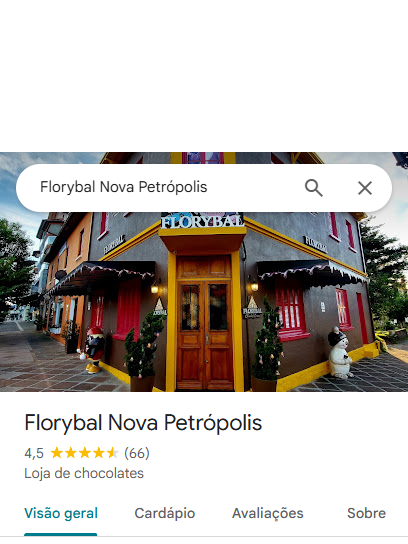 Florybal Nova Petrópolis
FLORYBAL
FLORYBAL
FLORYBAL
FLORYBAL
FLORYBAL
Florybal Nova Petrópolis
4,5 (66)
Loja de chocolates
Visão geral Cardápio Avaliações Sobre